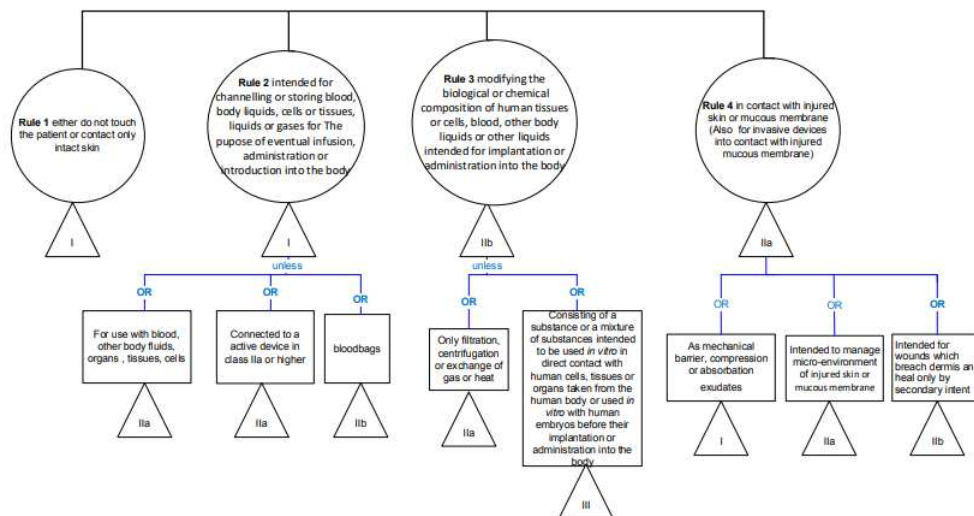 Rule 1 either do not touch
the patient or contact only
intact skin
Rule 2 intended for
channelling or storing blood,
body liquids, cells or tissues,
liquids or gases for The
pupose of eventual infusion,
administration or
introduction into the body
Rule 3 modifying the
biological or chemical
composition of human tissues
or cells, blood, other body
liquids or other liquids
intended for implantation or
administration into the body
Rule 4 in contact with injured
skin or mucous membrane
(Also for invasive devices
into contact with injured
mucous membrane)
I
I
IIb
IIa
unless
unless
OR
OR
OR
OR
OR
OR
OR
OR
For use with blood,
other body fluids,
organs , tissues, cells
Connected to a
active device in
class IIa or higher
bloodbags
Only filtration,
centrifugation
or exchange of
gas or heat
Consisting of a
substance or a mixture
of substances intended
to be used in vitro in
direct contact with
human cells, tissues or
organs taken from the
human body or used in
vitro with human
embryos before their
implantation or
administration into the
body
As mechanical
barrier, compression
or absorbation
exudates
Intended to manage
micro-environment
of injured skin or
mucous membrane
Intended for
wounds which
breach dermis an
heal only by
secondary intent
IIa
IIa
IIb
IIa
III
I
IIa
IIb